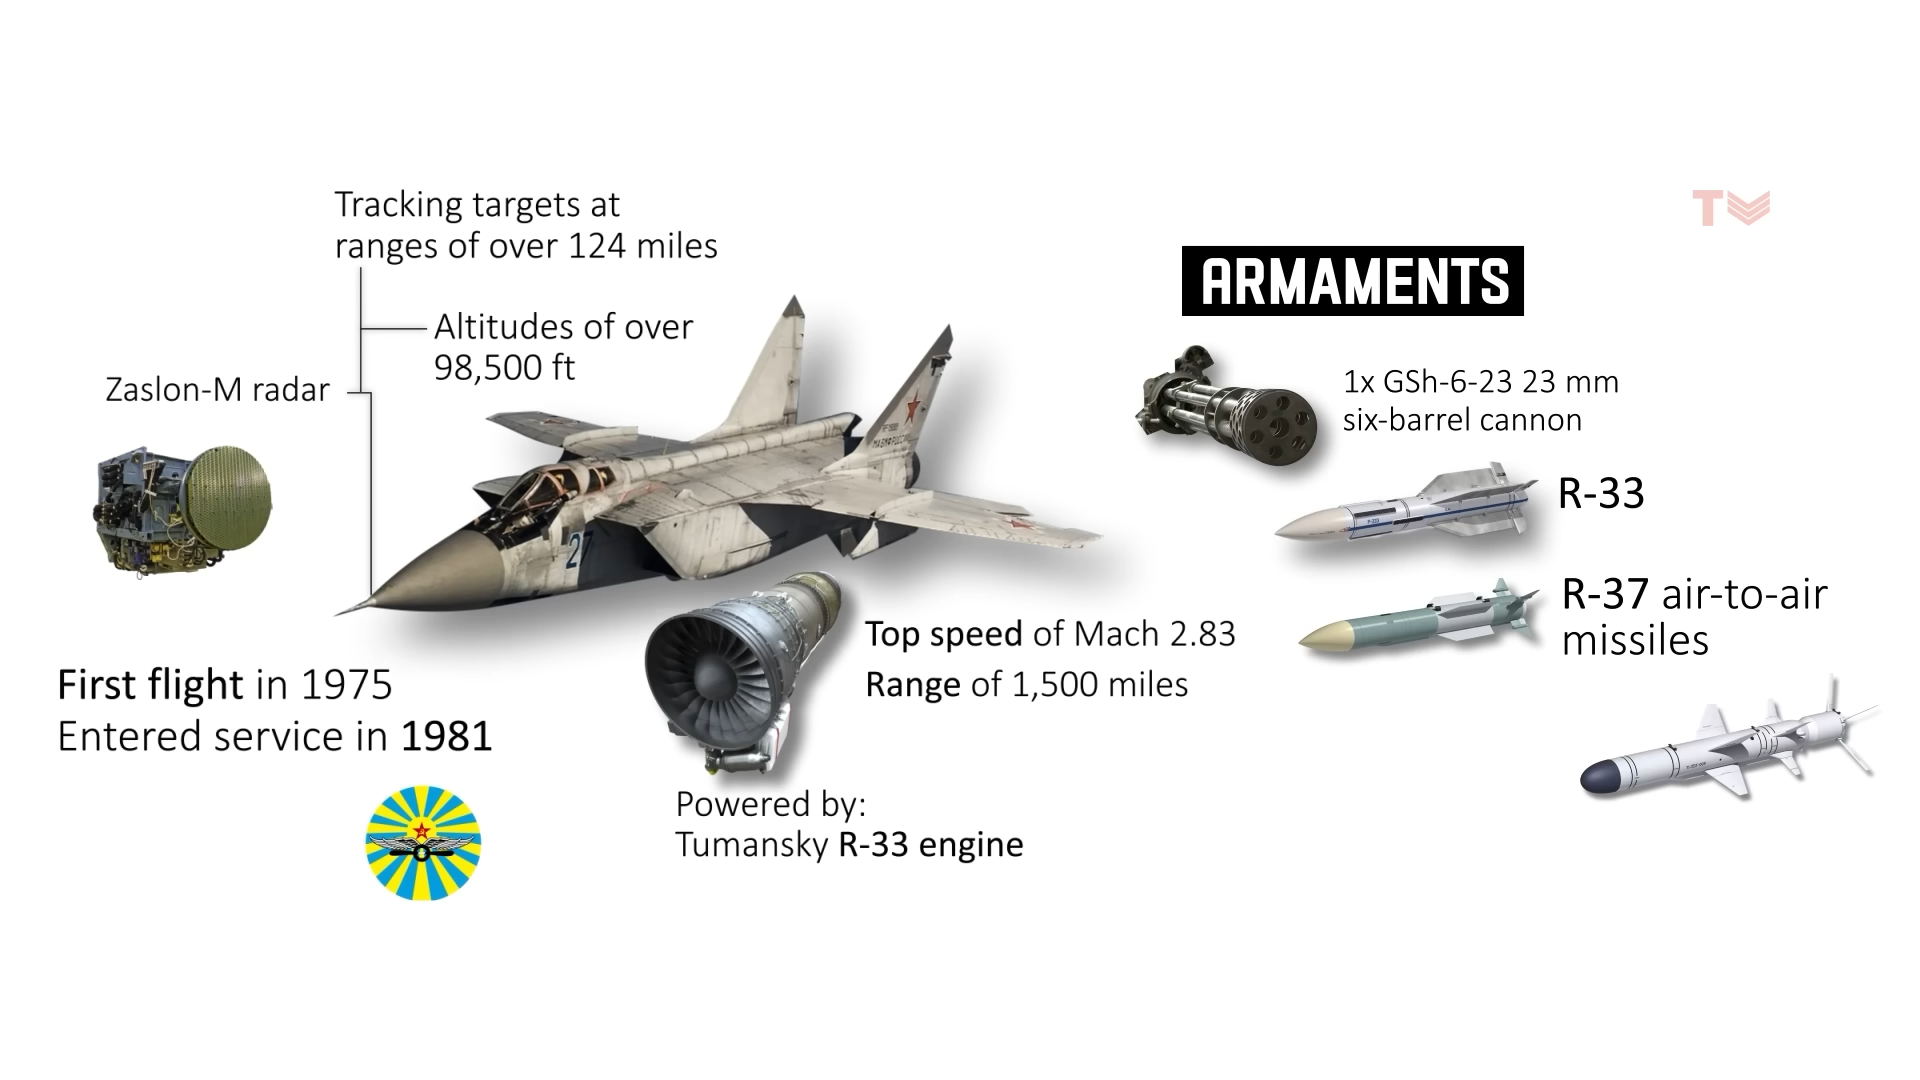 Tracking targets at
ranges of over 124 miles
Altitudes of over
98,500 ft
Zaslon-M radar
27
First flight in 1975
Entered service in 1981
Top speed of Mach 2.83
Range of 1,500 miles
Powered by:
Tumansky R-33 engine
T
ARMAMENTS
1x GSh-6-23 23 mm
six-barrel cannon
R-33
R-37 air-to-air
missiles